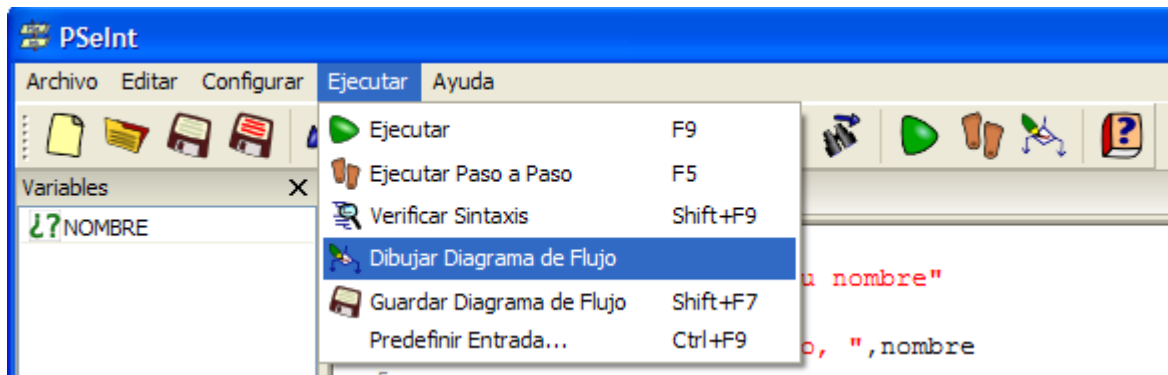 PSeInt
Archivo Editar Configurar Ejecutar Ayuda
Ejecutar F9
Variables
Ejecutar Paso a Paso F5
¿?NOMBRE
Verificar Sintaxis Shift+F9
Dibujar Diagrama de Flujo
u nombre"
Guardar Diagrama de Flujo Shift+F7
Predefinir Entrada... Ctrl+F9
o, ",nombre